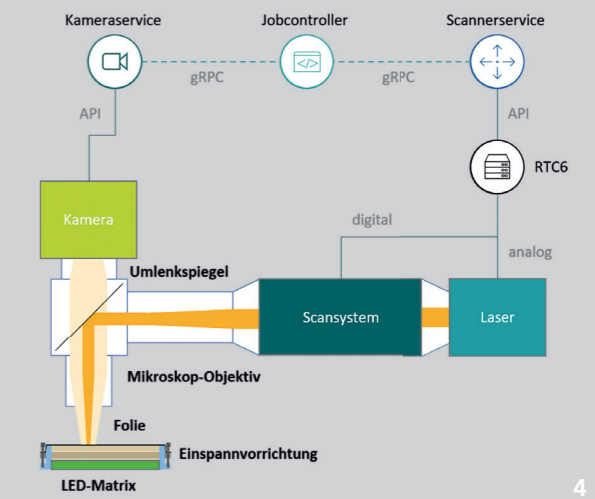 Kameraservice
Jobcontroller
Scannerservice
gRPC
gRPC
API
API
RTC6
Kamera
digital
analog
Umlenkspiegel
Scansystem
Laser
Mikroskop-Objektiv
Folie
Einspannvorrichtung
LED-Matrix
4